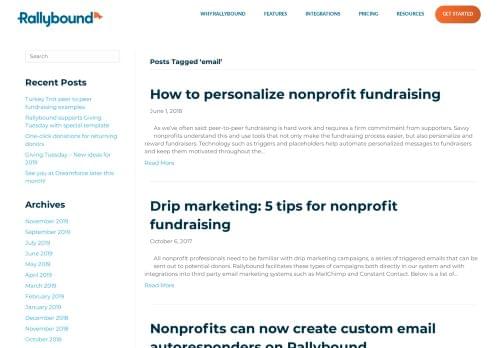 Rallybound
WHY RALLYBOUND
FEATURES
INTEGRATIONS
PRICING
RESOURCES
GET STARTED
Search
Recent Posts
Turkey Trot peer to peer
fundraising examples
Rallybound supports Giving
Tuesday with special template
One-click donations for returning
donors
Giving Tuesday – New ideas for
2019
See you at Dreamforce later this
month!
Archives
November 2019
September 2019
July 2019
June 2019
May 2019
April 2019
March 2019
February 2019
January 2019
December 2018
November 2018
October 2018
Posts Tagged ‘email’
How to personalize nonprofit fundraising
June 1, 2018
As we've often said: peer-to-peer fundraising is hard work and requires a firm commitment from supporters. Savvy
nonprofits understand this and use tools that not only make the fundraising process easier, but also personalize and
reward fundraisers. Technology such as triggers and placeholders help automate personalized messages to fundraisers
and keep them motivated throughout the...
Read More
Drip marketing: 5 tips for nonprofit
fundraising
October 6, 2017
All nonprofit professionals need to be familiar with drip marketing campaigns, a series of triggered emails that can be
sent out to potential donors. Rallybound facilitates these types of campaigns both directly in our system and with
integrations into third party email marketing systems such as MailChimp and Constant Contact. Below is a list of...
Read More
Nonprofits can now create custom email
autoresponders on Rallybound